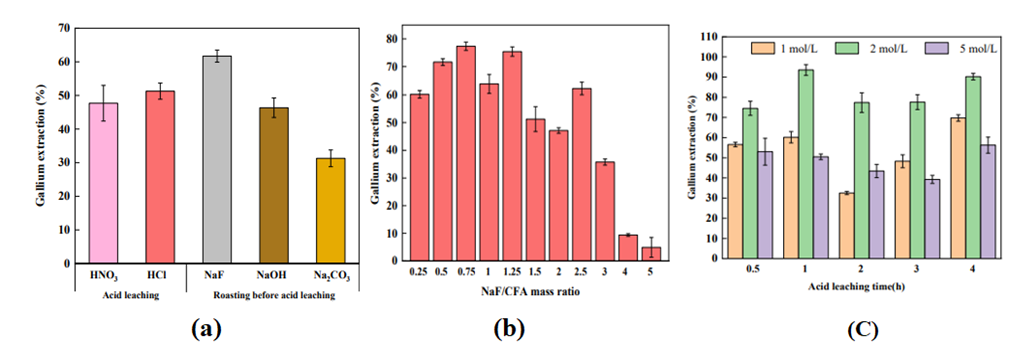 Gallium extraction (%)
70
60
50
40
30
20
10
0
HNO₃ HCl NaF NaOH Na₂CO₃
Acid leaching Roasting before acid leaching
(a)
Gallium extraction (%)
80
70
60
50
40
30
20
10
0
0.25 0.5 0.75 1 1.25 1.5 2 2.5 3 4 5
NaF/CFA mass ratio
(b)
Gallium extraction (%)
110
100
90
80
70
60
50
40
30
20
10
0
1 mol/L 2 mol/L 5 mol/L
0.5 1 2 3 4
Acid leaching time(h)
(C)